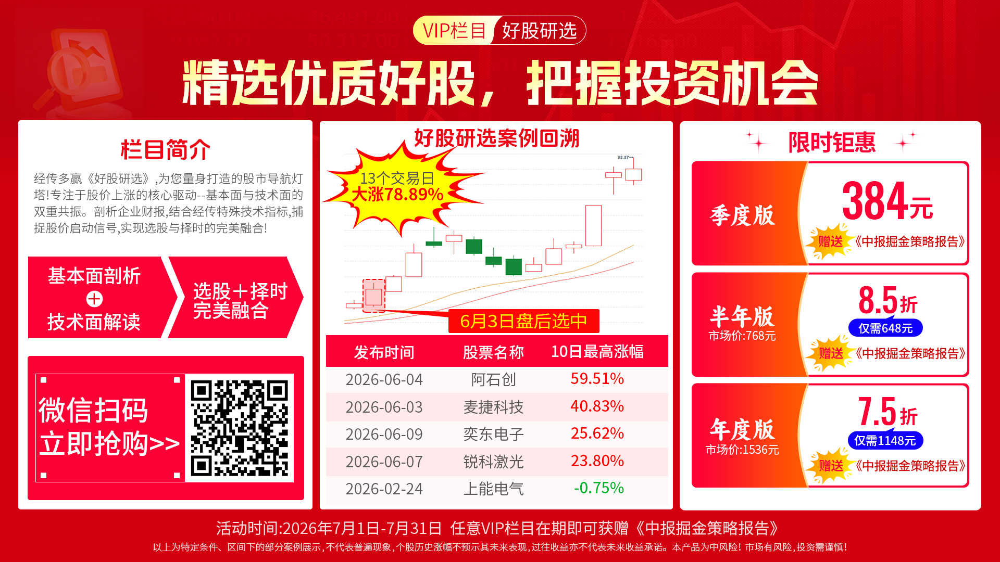 VIP栏目 好股研选
精选优质好股，把握投资机会
栏目简介
经传多赢《好股研选》,为您量身打造的股市导航灯
塔!专注于股价上涨的核心驱动--基本面与技术面的
双重共振。剖析企业财报,结合经传特殊技术指标,捕
捉股价启动信号,实现选股与择时的完美融合!
基本面剖析
技术面解读
选股＋择时
完美融合
微信扫码
立即抢购>>
好股研选案例回溯
33.37
13个交易日
大涨78.89%
6月3日盘后选中
发布时间 股票名称 10日最高涨幅
2026-06-04 阿石创 59.51%
2026-06-03 麦捷科技 40.83%
2026-06-09 奕东电子 25.62%
2026-06-07 锐科激光 23.80%
2026-02-24 上能电气 -0.75%
限时钜惠
季度版
384元
赠送 《中报掘金策略报告》
半年版
市场价:768元
8.5折
仅需648元
赠送 《中报掘金策略报告》
年度版
市场价:1536元
7.5折
仅需1148元
赠送 《中报掘金策略报告》
活动时间:2026年7月1日-7月31日 任意VIP栏目在期即可获赠《中报掘金策略报告》
以上为特定条件、区间下的部分案例展示,不代表普遍现象,个股历史涨幅不预示其未来表现,过往收益亦不代表未来收益承诺。本产品为中风险! 市场有风险,投资需谨慎!